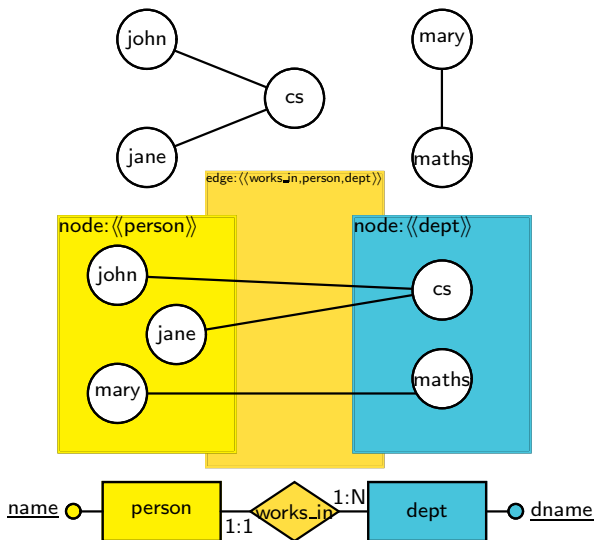 john
mary
cs
jane
maths
edge:⟨⟨works_in,person,dept⟩⟩
node:⟨⟨person⟩⟩
node:⟨⟨dept⟩⟩
john
cs
jane
mary
maths
name
person
1:1
works_in
1:N
dept
dname